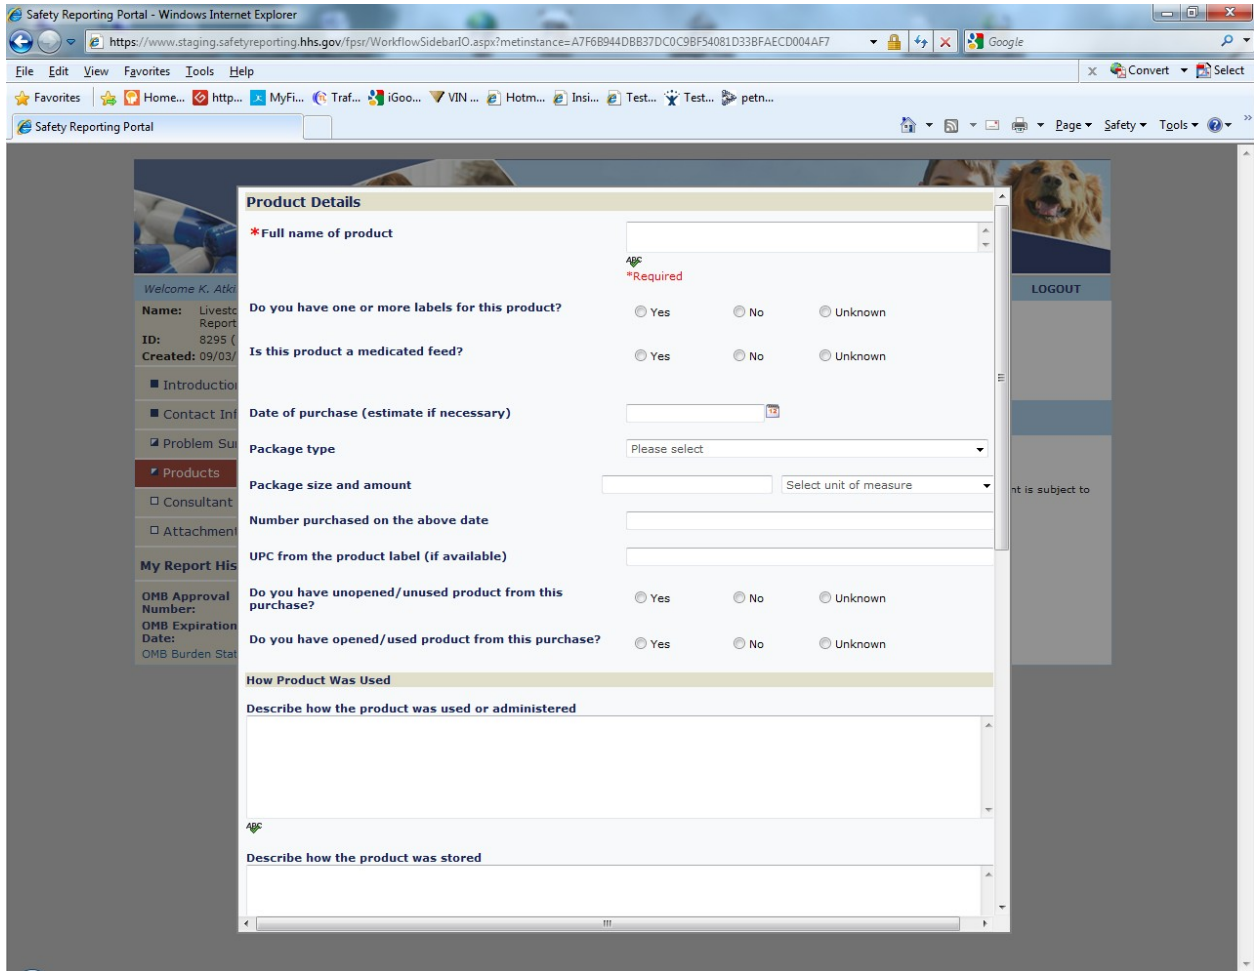 Safety Reporting Portal - Windows Internet Explorer
https://www.staging.safetyreporting.hhs.gov/fpsr/WorkflowSidebarIO.aspx?metinstance=A7F6B944DBB37DC0C9BF54081D33BFAECD004AF7
Google
File Edit View Favorites Tools Help
x Convert Select
Favorites Home... http... MyFi... Traf... iGoo... VIN ... Hotm... Insi... Test... Test... petn...
Safety Reporting Portal
Page Safety Tools
Product Details
*Full name of product
ABC
*Required
Welcome K. Atki
LOGOUT
Name: Livestc
Report
ID: 8295 (
Created: 09/03/
Do you have one or more labels for this product? Yes No Unknown
Is this product a medicated feed? Yes No Unknown
Introduction
Contact Inf
Problem Su
Products
Consultant
Attachment
My Report His
OMB Approval
Number:
OMB Expiration
Date:
OMB Burden Stat
Date of purchase (estimate if necessary) 12
Package type Please select
Package size and amount Select unit of measure
nt is subject to
Number purchased on the above date
UPC from the product label (if available)
Do you have unopened/unused product from this
purchase? Yes No Unknown
Do you have opened/used product from this purchase? Yes No Unknown
How Product Was Used
Describe how the product was used or administered
ABC
Describe how the product was stored